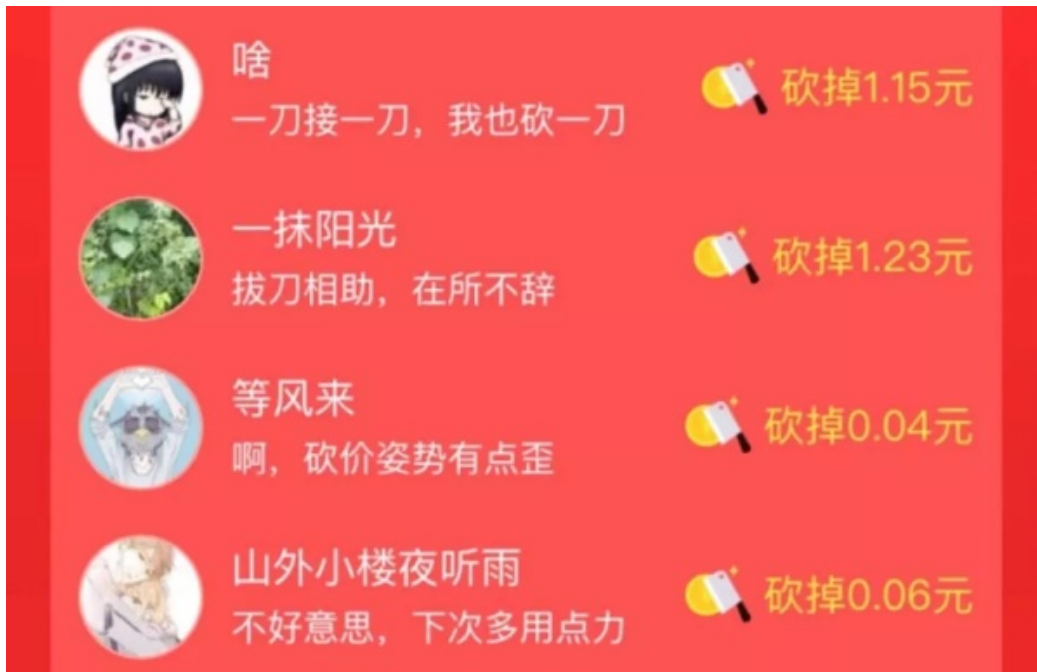 啥
砍掉1.15元
一刀接一刀，我也砍一刀
一抹阳光
砍掉1.23元
拔刀相助，在所不辞
等风来
砍掉0.04元
啊，砍价姿势有点歪
山外小楼夜听雨
砍掉0.06元
不好意思，下次多用点力